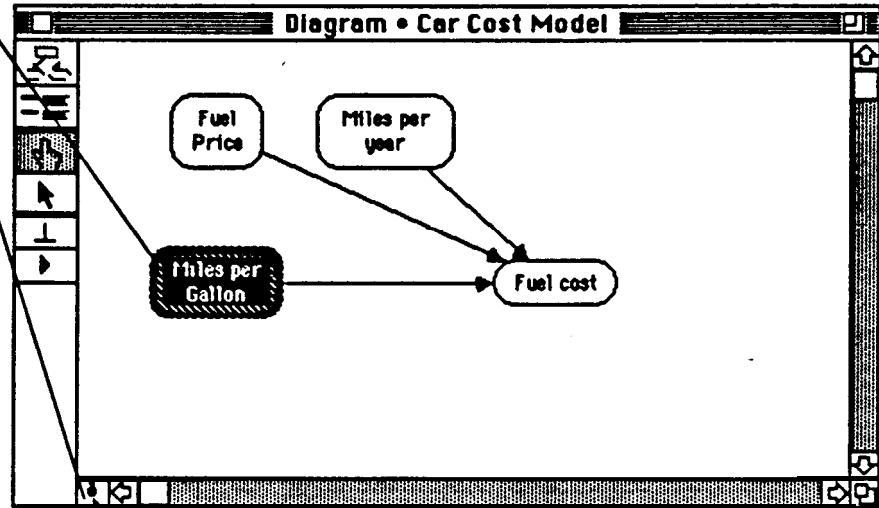 Diagram • Car Cost Model
Fuel
Price
Miles per
year
Miles per
Gallon
Fuel cost